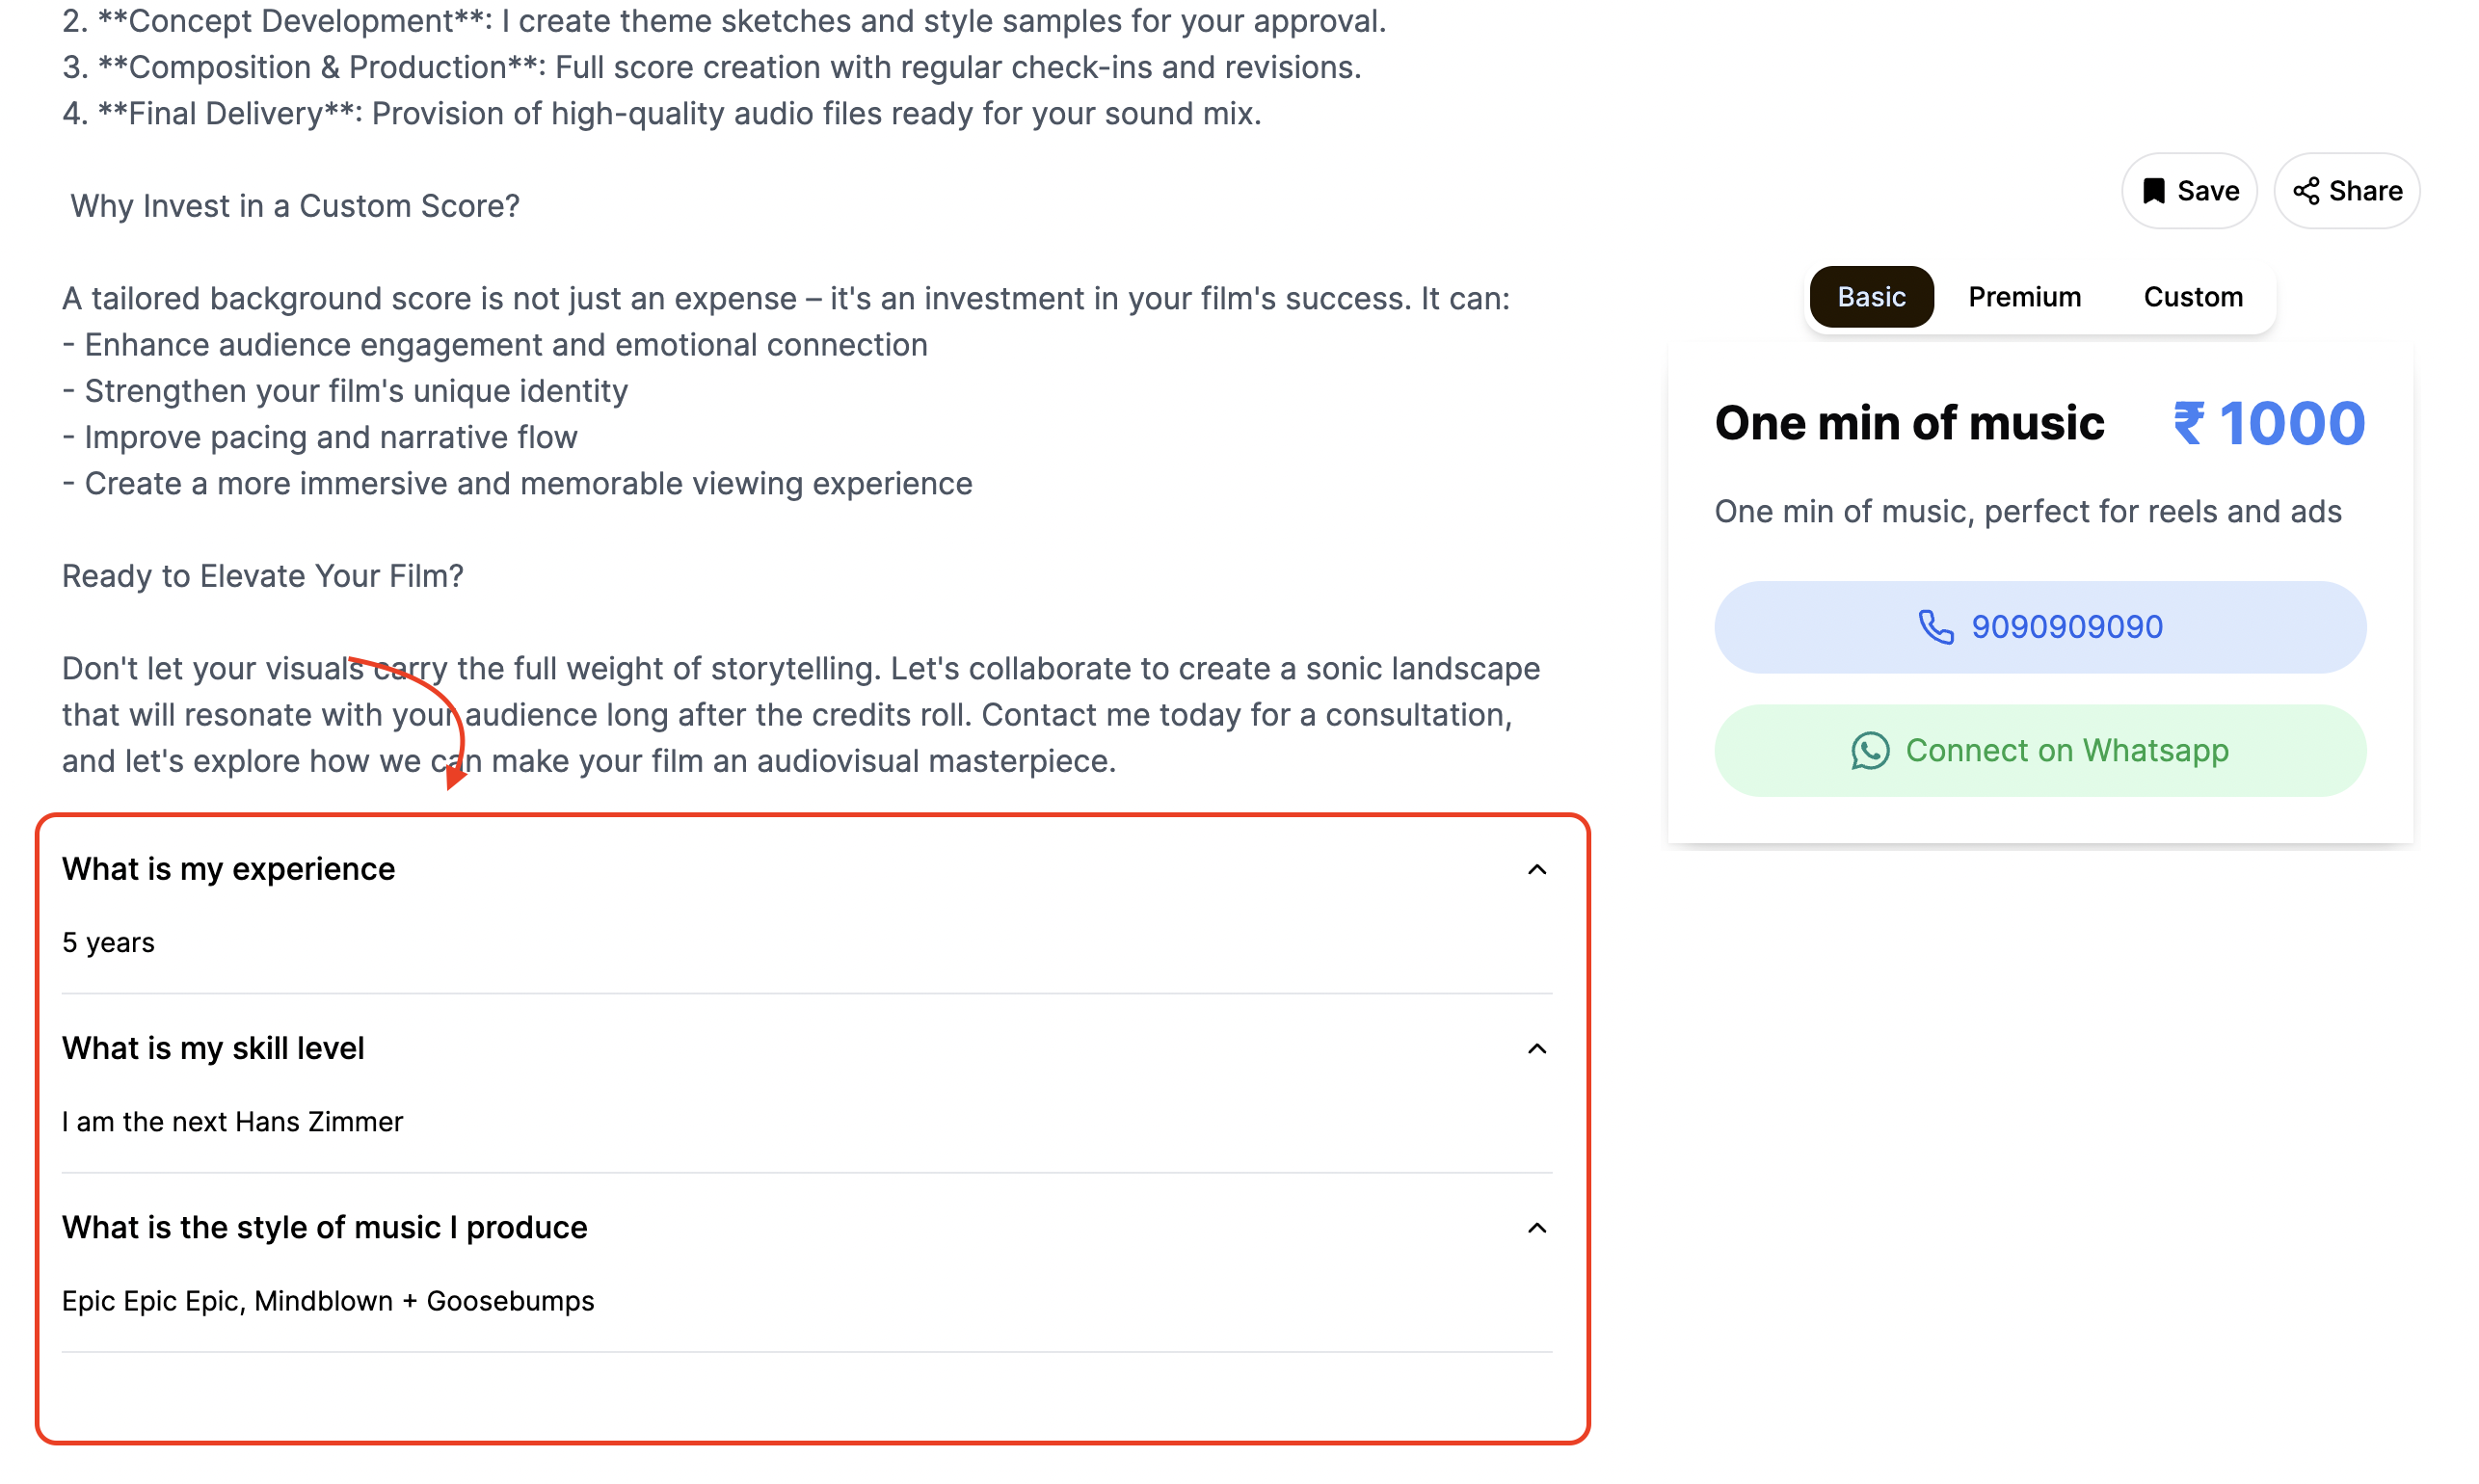 2. **Concept Development**: I create theme sketches and style samples for your approval.
3. **Composition & Production**: Full score creation with regular check-ins and revisions.
4. **Final Delivery**: Provision of high-quality audio files ready for your sound mix.
Why Invest in a Custom Score?
A tailored background score is not just an expense – it's an investment in your film's success. It can:
- Enhance audience engagement and emotional connection
- Strengthen your film's unique identity
- Improve pacing and narrative flow
- Create a more immersive and memorable viewing experience
Ready to Elevate Your Film?
Don't let your visuals carry the full weight of storytelling. Let's collaborate to create a sonic landscape
that will resonate with your audience long after the credits roll. Contact me today for a consultation,
and let's explore how we can make your film an audiovisual masterpiece.
What is my experience
5 years
What is my skill level
I am the next Hans Zimmer
What is the style of music I produce
Epic Epic Epic, Mindblown + Goosebumps
Save
Share
Basic
Premium
Custom
One min of music
₹ 1000
One min of music, perfect for reels and ads
9090909090
Connect on Whatsapp